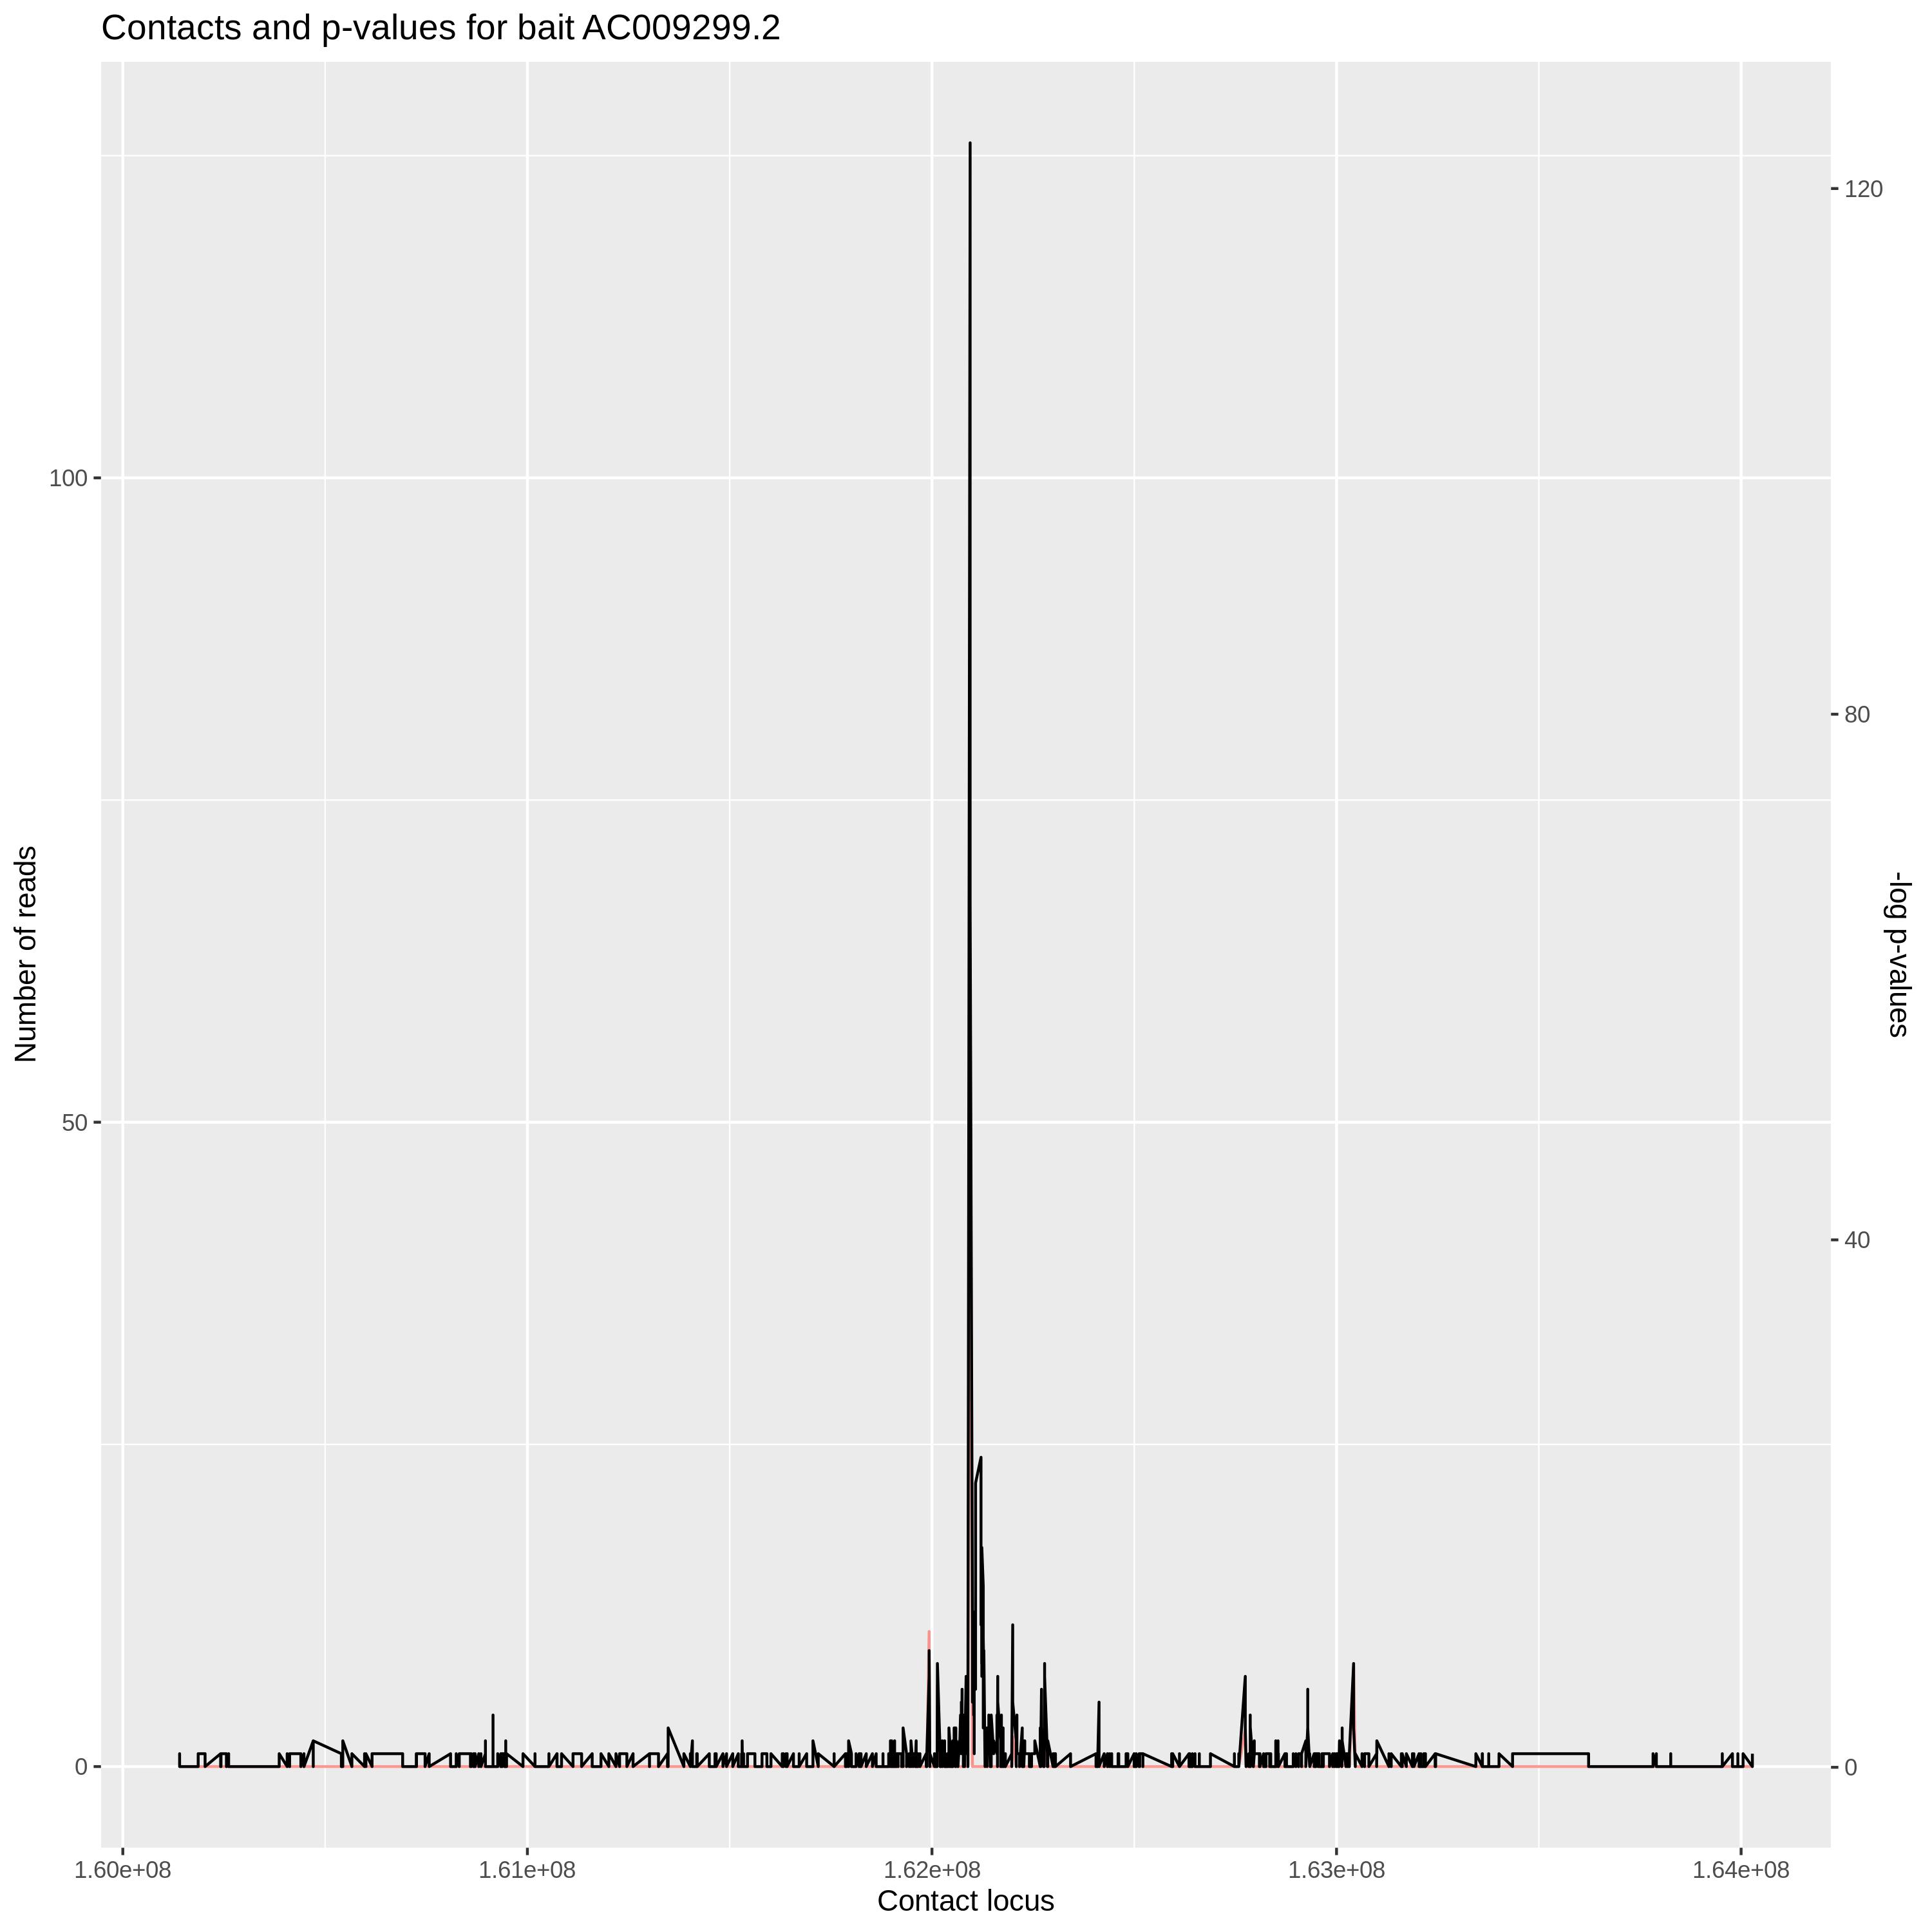 Contacts and p-values for bait AC009299.2
120
100
80
Number of reads
-log p-values
50
40
0
0
1.60e+08
1.61e+08
1.62e+08
1.63e+08
1.64e+08
Contact locus